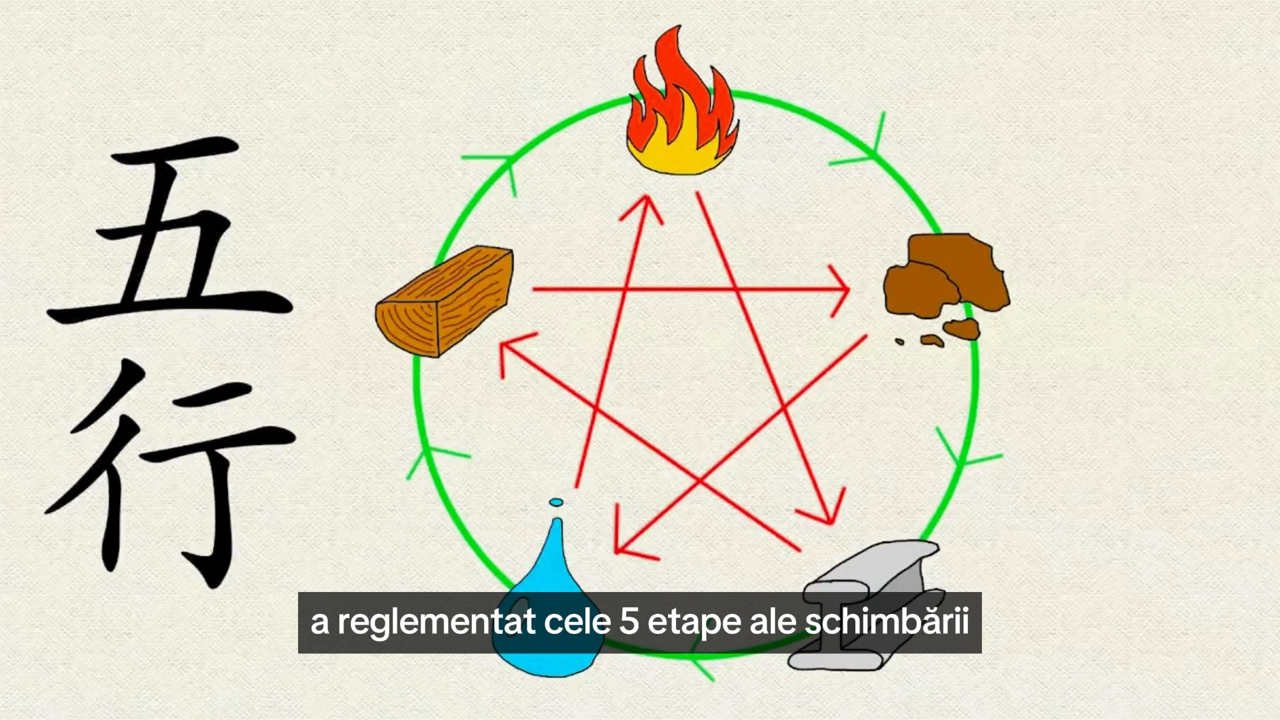 五
行
a reglementat cele 5 etape ale schimbării